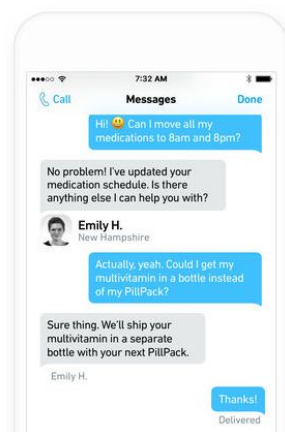 7:32 AM
Call Messages Done
Hi! 😃 Can I move all my
medications to 8am and 8pm?
No problem! I've updated your
medication schedule. Is there
anything else I can help you with?
Emily H.
New Hampshire
Actually, yeah. Could I get my
multivitamin in a bottle instead
of my PillPack?
Sure thing. We'll ship your
multivitamin in a separate
bottle with your next PillPack.
Emily H.
Thanks!
Delivered